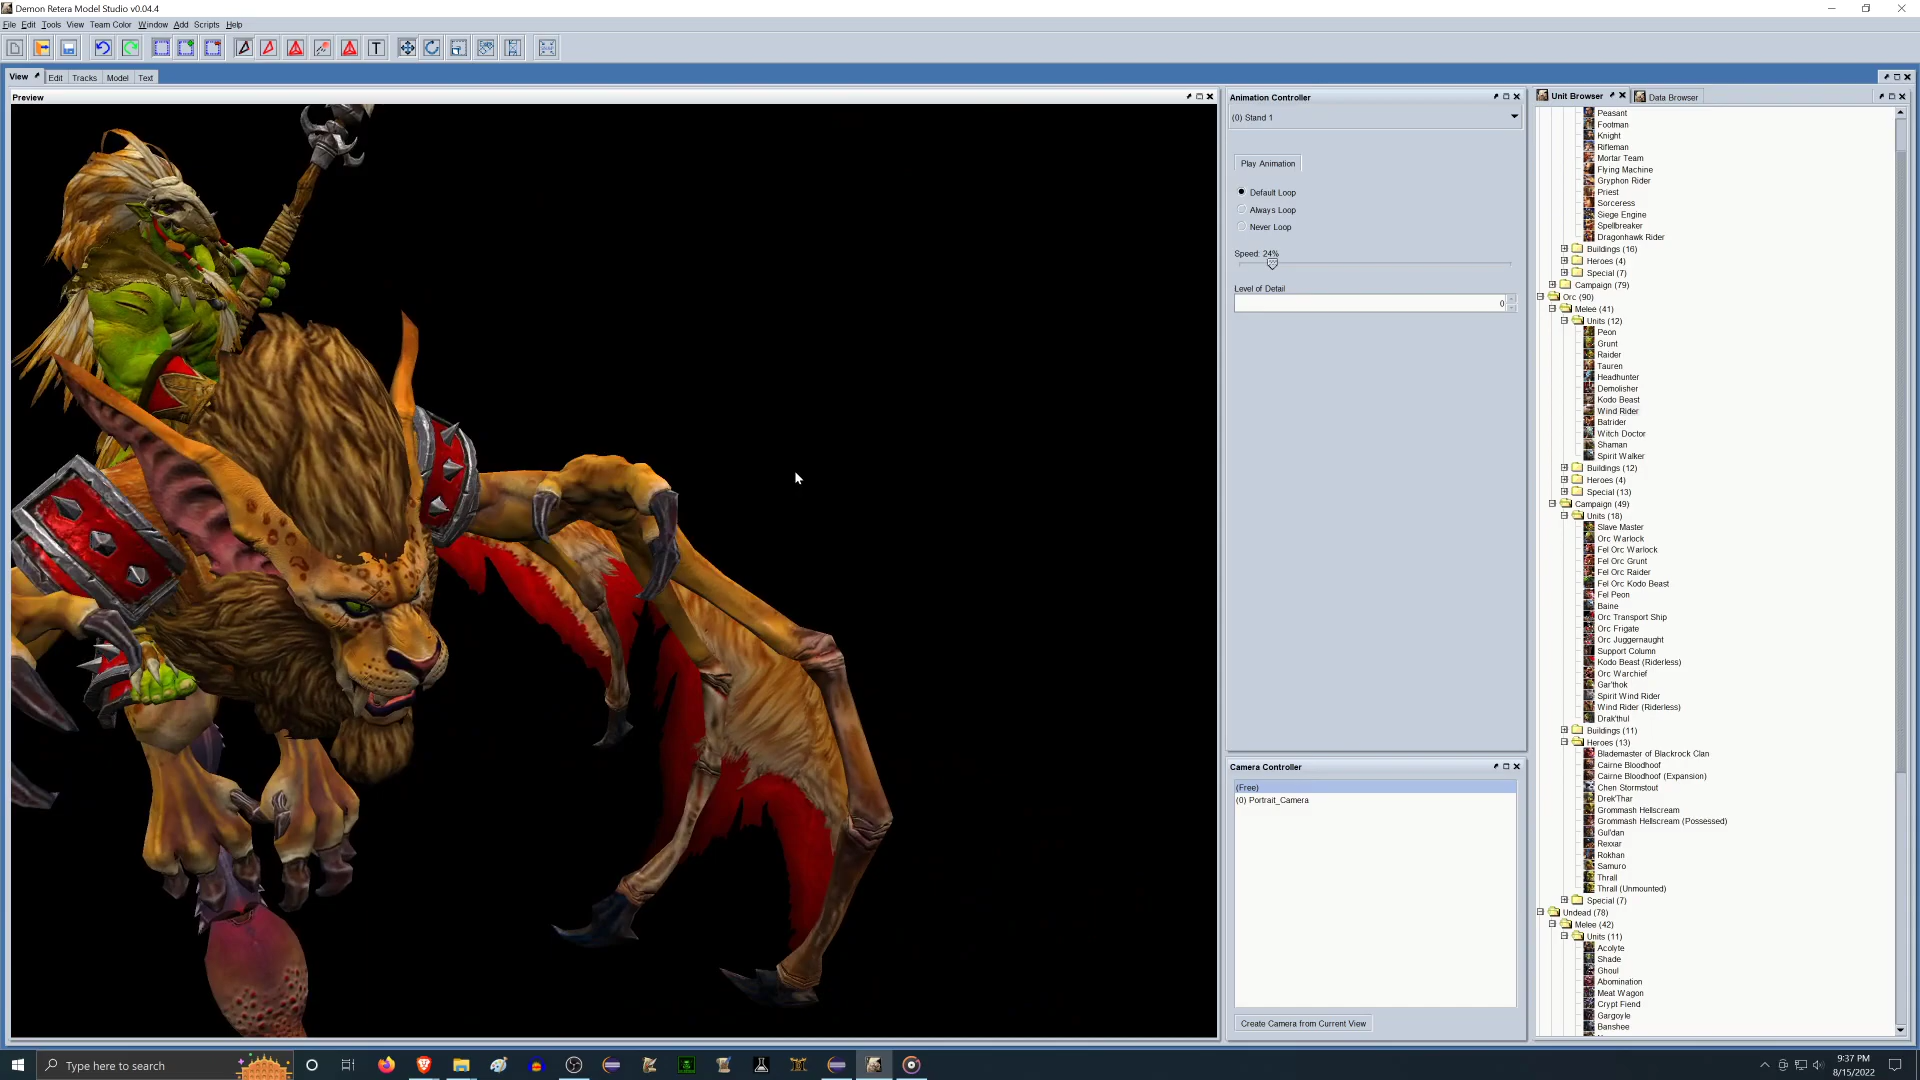 Demon Retera Model Studio v0.04.4
File Edit Tools View Team Color Window Add Scripts Help
T
View Edit Tracks Model Text
Preview
Animation Controller
(0) Stand 1
Play Animation
Default Loop
Always Loop
Never Loop
Speed: 24%
Level of Detail
0
Camera Controller
(Free)
(0) Portrait_Camera
Create Camera from Current View
Unit Browser
Data Browser
Peasant
Footman
Knight
Rifleman
Mortar Team
Flying Machine
Gryphon Rider
Priest
Sorceress
Siege Engine
Spellbreaker
Dragonhawk Rider
Buildings (16)
Heroes (4)
Special (7)
Campaign (79)
Orc (90)
Melee (41)
Units (12)
Peon
Grunt
Raider
Tauren
Headhunter
Demolisher
Kodo Beast
Wind Rider
Batrider
Witch Doctor
Shaman
Spirit Walker
Buildings (12)
Heroes (4)
Special (13)
Campaign (49)
Units (18)
Slave Master
Orc Warlock
Fel Orc Warlock
Fel Orc Grunt
Fel Orc Raider
Fel Orc Kodo Beast
Fel Peon
Baine
Orc Transport Ship
Orc Frigate
Orc Juggernaught
Support Column
Kodo Beast (Riderless)
Orc Warchief
Gar'thok
Spirit Wind Rider
Wind Rider (Riderless)
Drak'thul
Buildings (11)
Heroes (13)
Blademaster of Blackrock Clan
Cairne Bloodhoof
Cairne Bloodhoof (Expansion)
Chen Stormstout
Drek'Thar
Grommash Hellscream
Grommash Hellscream (Possessed)
Gul'dan
Rexxar
Rokhan
Samuro
Thrall
Thrall (Unmounted)
Special (7)
Undead (78)
Melee (42)
Units (11)
Acolyte
Shade
Ghoul
Abomination
Meat Wagon
Crypt Fiend
Gargoyle
Banshee
Type here to search
9:37 PM
8/15/2022